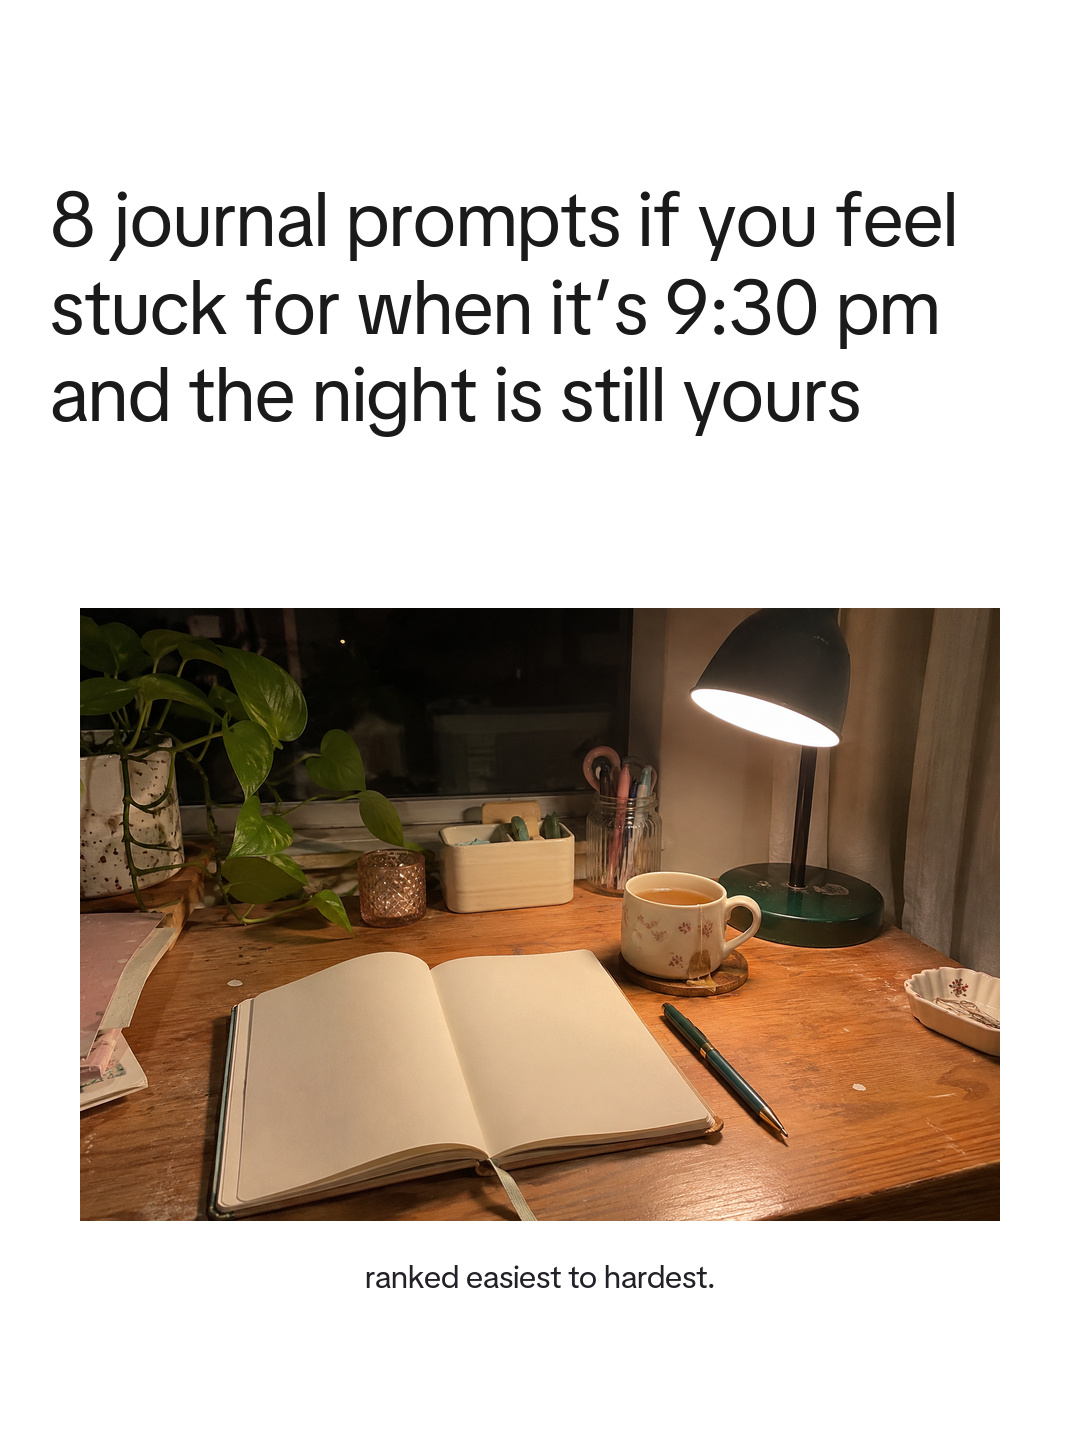 8 journal prompts if you feel
stuck for when it’s 9:30 pm
and the night is still yours
ranked easiest to hardest.